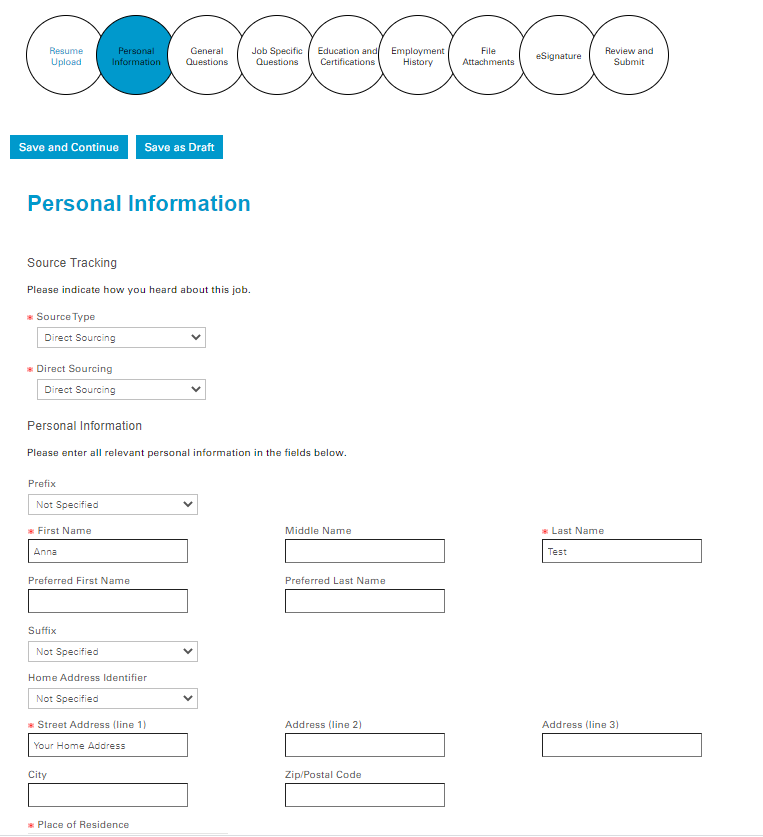 Resume Upload
Personal Information
General Questions
Job Specific Questions
Education and Certifications
Employment History
File Attachments
eSignature
Review and Submit
Save and Continue Save as Draft
Personal Information
Source Tracking
Please indicate how you heard about this job.
* Source Type
Direct Sourcing
* Direct Sourcing
Direct Sourcing
Personal Information
Please enter all relevant personal information in the fields below.
Prefix
Not Specified
* First Name Middle Name * Last Name
Anna Test
Preferred First Name Preferred Last Name
Suffix
Not Specified
Home Address Identifier
Not Specified
* Street Address (line 1) Address (line 2) Address (line 3)
Your Home Address
City Zip/Postal Code
* Place of Residence